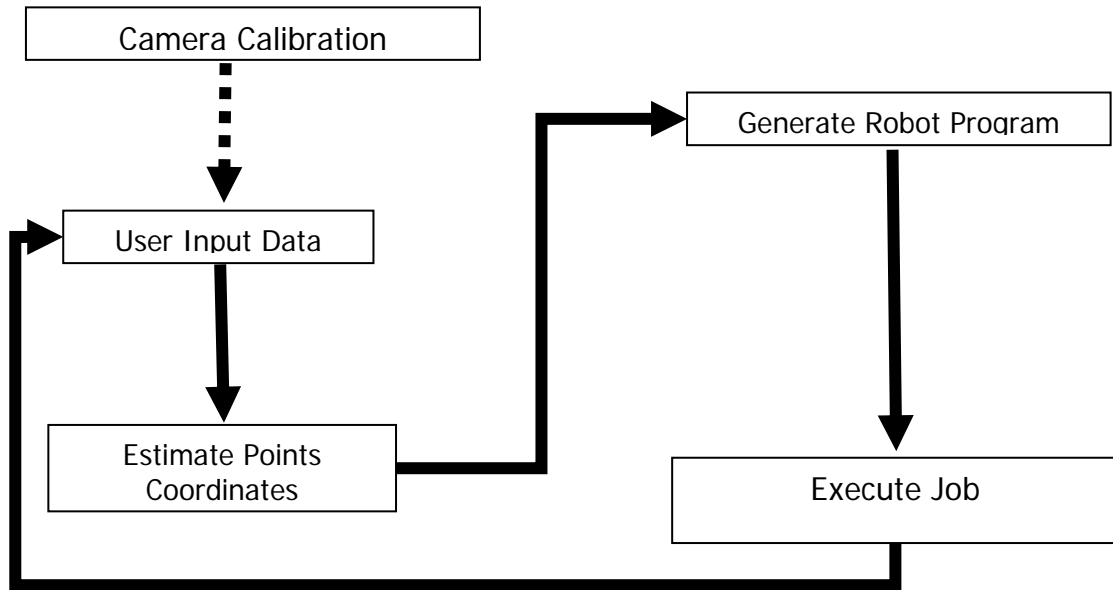 Camera Calibration
Generate Robot Program
User Input Data
Estimate Points
Coordinates
Execute Job